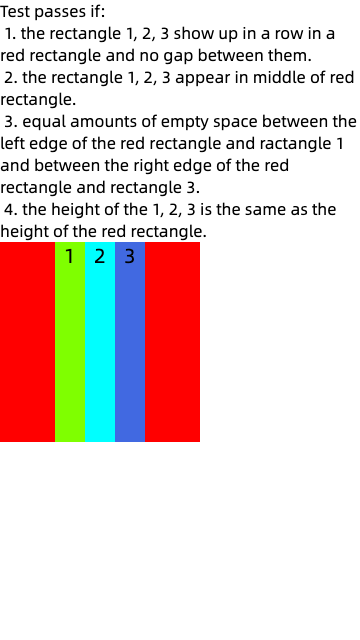 Test passes if:
1. the rectangle 1, 2, 3 show up in a row in a
red rectangle and no gap between them.
2. the rectangle 1, 2, 3 appear in middle of red
rectangle.
3. equal amounts of empty space between the
left edge of the red rectangle and ractangle 1
and between the right edge of the red
rectangle and rectangle 3.
4. the height of the 1, 2, 3 is the same as the
height of the red rectangle.
1 2 3